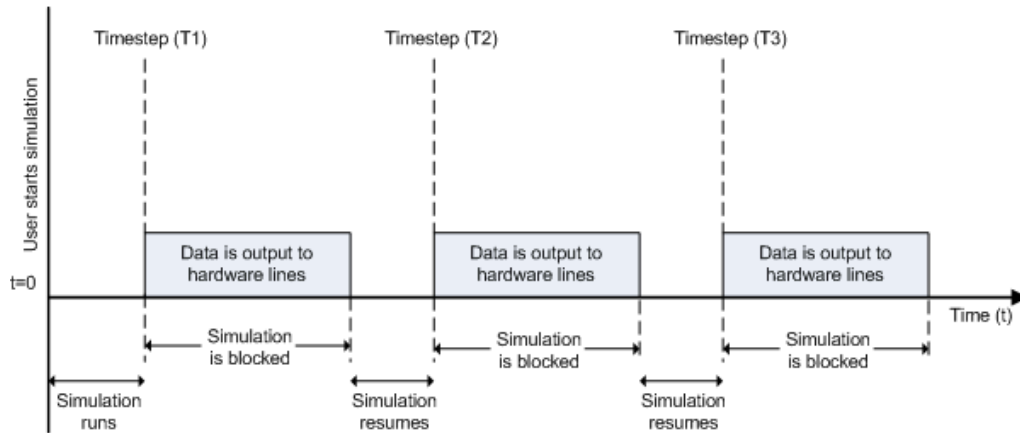 Timestep (T1)
Timestep (T2)
Timestep (T3)
User starts simulation
t=0
Data is output to
hardware lines
Data is output to
hardware lines
Data is output to
hardware lines
Time (t)
Simulation
is blocked
Simulation
is blocked
Simulation
is blocked
Simulation
runs
Simulation
resumes
Simulation
resumes